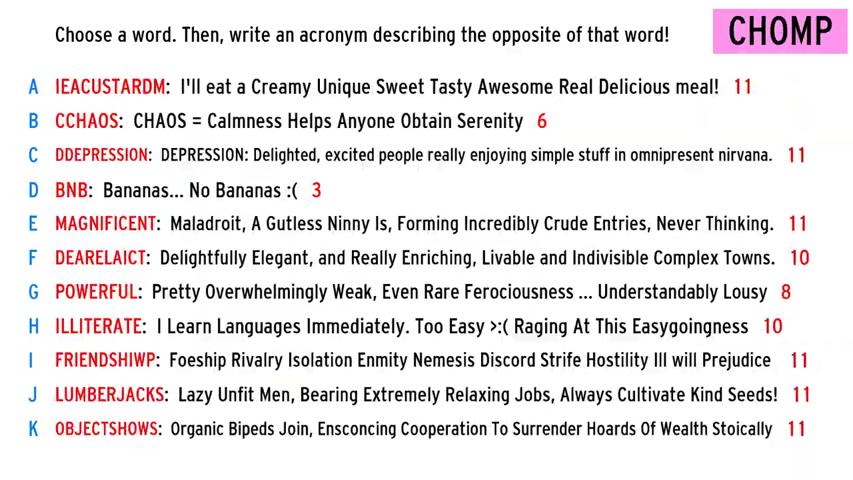 Choose a word. Then, write an acronym describing the opposite of that word!
CHOMP
A IEACUSTARDM: I'll eat a Creamy Unique Sweet Tasty Awesome Real Delicious meal! 11
B CCHAOS: CHAOS = Calmness Helps Anyone Obtain Serenity 6
C DDEPRESSION: DEPRESSION: Delighted, excited people really enjoying simple stuff in omnipresent nirvana. 11
D BNB: Bananas... No Bananas :( 3
E MAGNIFICENT: Maladroit, A Gutless Ninny Is, Forming Incredibly Crude Entries, Never Thinking. 11
F DEARELAICT: Delightfully Elegant, and Really Enriching, Livable and Indivisible Complex Towns. 10
G POWERFUL: Pretty Overwhelmingly Weak, Even Rare Ferociousness ... Understandably Lousy 8
H ILLITERATE: I Learn Languages Immediately. Too Easy >:( Raging At This Easygoingness 10
I FRIENDSHIWP: Foeship Rivalry Isolation Enmity Nemesis Discord Strife Hostility Ill will Prejudice 11
J LUMBERJACKS: Lazy Unfit Men, Bearing Extremely Relaxing Jobs, Always Cultivate Kind Seeds! 11
K OBJECTSHOWS: Organic Bipeds Join, Ensconcing Cooperation To Surrender Hoards Of Wealth Stoically 11